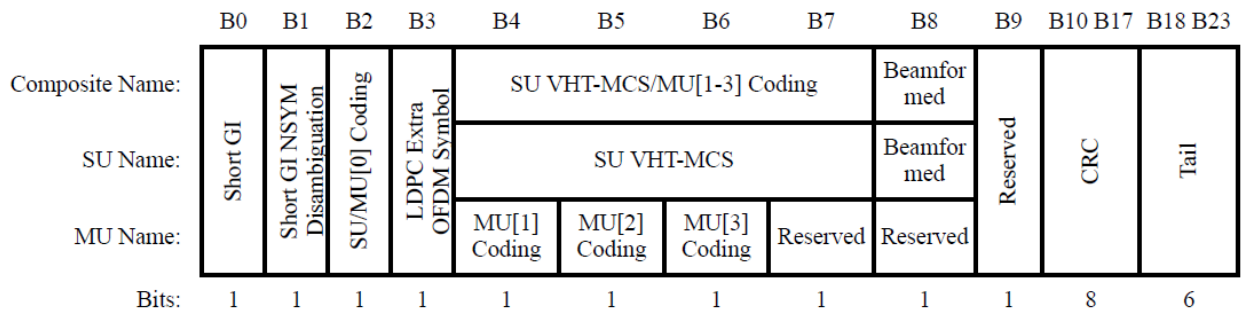 B0 B1 B2 B3 B4 B5 B6 B7 B8 B9 B10 B17 B18 B23
Composite Name:
SU Name:
MU Name:
Short GI
Short GI NSYM
Disambiguation
SU/MU[0] Coding
LDPC Extra
OFDM Symbol
SU VHT-MCS/MU[1-3] Coding
Beamfor
med
SU VHT-MCS
Beamfor
med
MU[1]
Coding
MU[2]
Coding
MU[3]
Coding
Reserved
Reserved
Reserved
CRC
Tail
Bits: 1 1 1 1 1 1 1 1 1 1 8 6